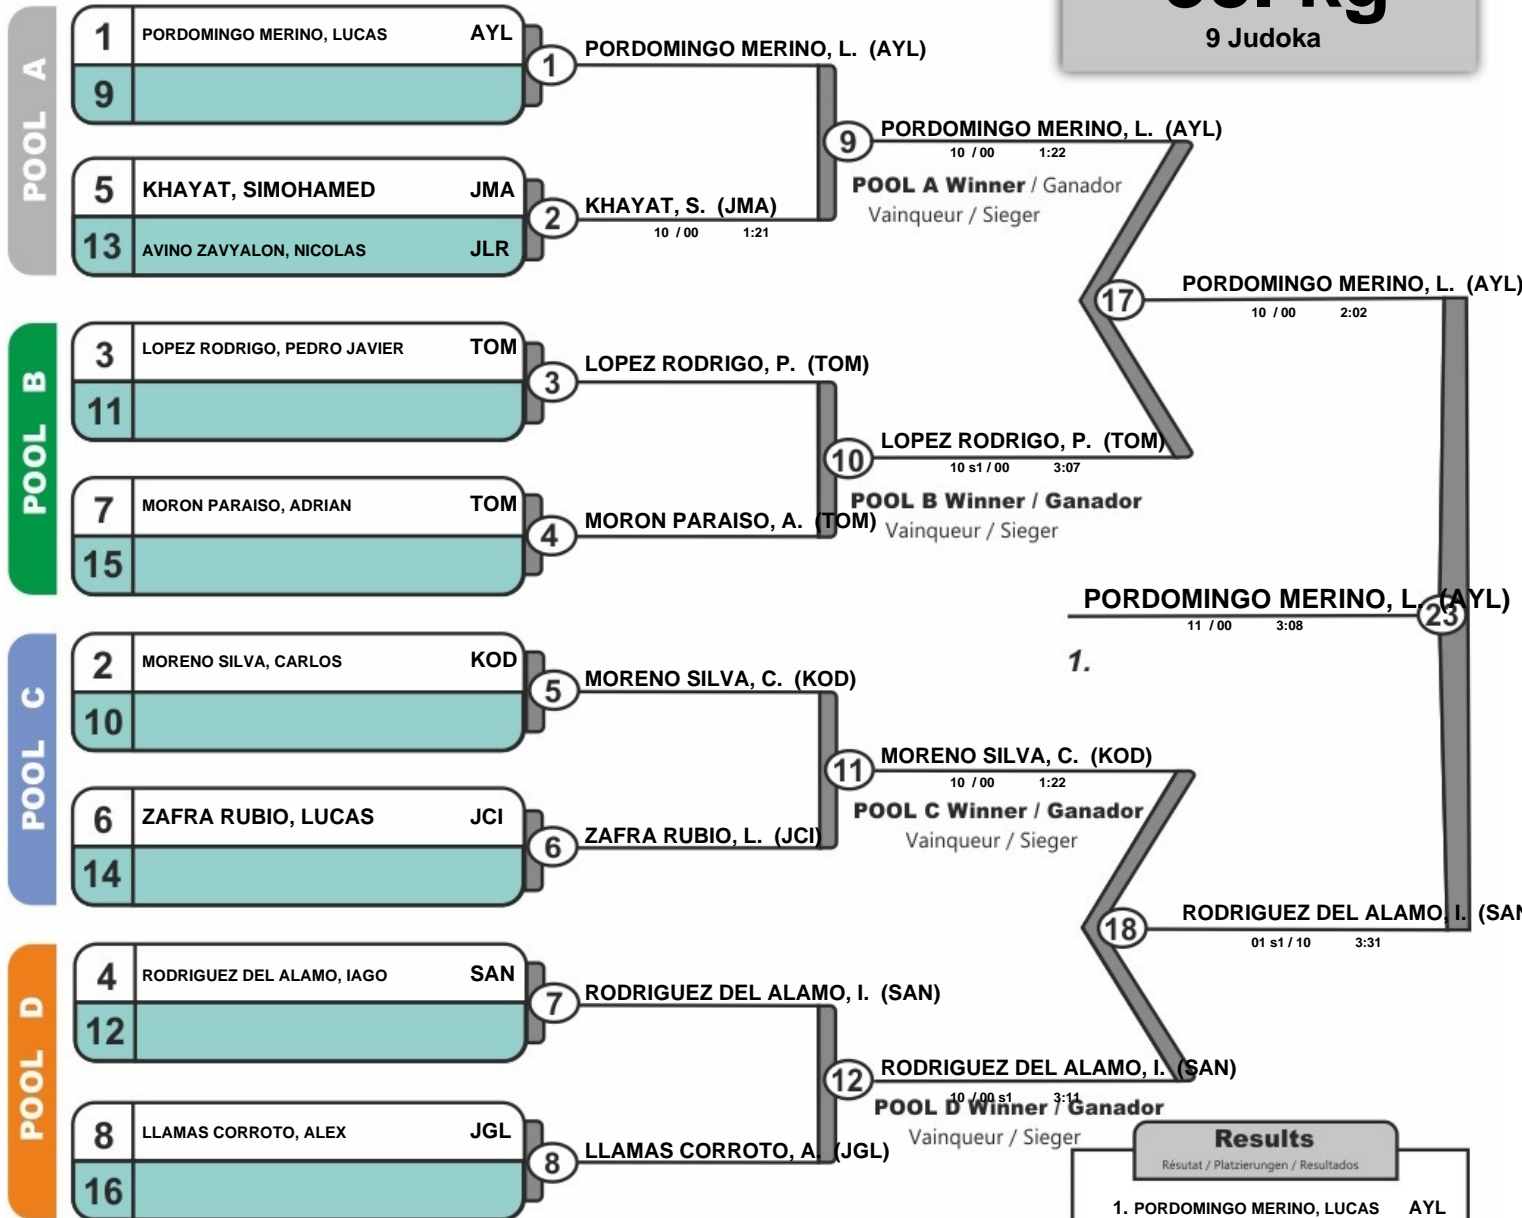 kg
9 Judoka
POOL A
1 PORDOMINGO MERINO, LUCAS AYL
9
1
PORDOMINGO MERINO, L. (AYL)
5 KHAYAT, SIMOHAMED JMA
13 AVINO ZAVYALON, NICOLAS JLR
2
KHAYAT, S. (JMA)
10 / 00 1:21
9
PORDOMINGO MERINO, L. (AYL)
10 / 00 1:22
POOL A Winner / Ganador
Vainqueur / Sieger
POOL B
3 LOPEZ RODRIGO, PEDRO JAVIER TOM
11
3
LOPEZ RODRIGO, P. (TOM)
7 MORON PARAISO, ADRIAN TOM
15
4
MORON PARAISO, A. (TOM)
10
LOPEZ RODRIGO, P. (TOM)
10 s1 / 00 3:07
POOL B Winner / Ganador
Vainqueur / Sieger
17
PORDOMINGO MERINO, L. (AYL)
10 / 00 2:02
PORDOMINGO MERINO, L. (AYL)
23
11 / 00 3:08
1.
POOL C
2 MORENO SILVA, CARLOS KOD
10
5
MORENO SILVA, C. (KOD)
6 ZAFRA RUBIO, LUCAS JCI
14
6
ZAFRA RUBIO, L. (JCI)
11
MORENO SILVA, C. (KOD)
10 / 00 1:22
POOL C Winner / Ganador
Vainqueur / Sieger
18
RODRIGUEZ DEL ALAMO, I. (SAN
01 s1 / 10 3:31
POOL D
4 RODRIGUEZ DEL ALAMO, IAGO SAN
12
7
RODRIGUEZ DEL ALAMO, I. (SAN)
8 LLAMAS CORROTO, ALEX JGL
16
8
LLAMAS CORROTO, A. (JGL)
12
RODRIGUEZ DEL ALAMO, I. (SAN)
10 / 00 s1 3:11
POOL D Winner / Ganador
Vainqueur / Sieger
Results
Résutat / Platzierungen / Resultados
1. PORDOMINGO MERINO, LUCAS AYL